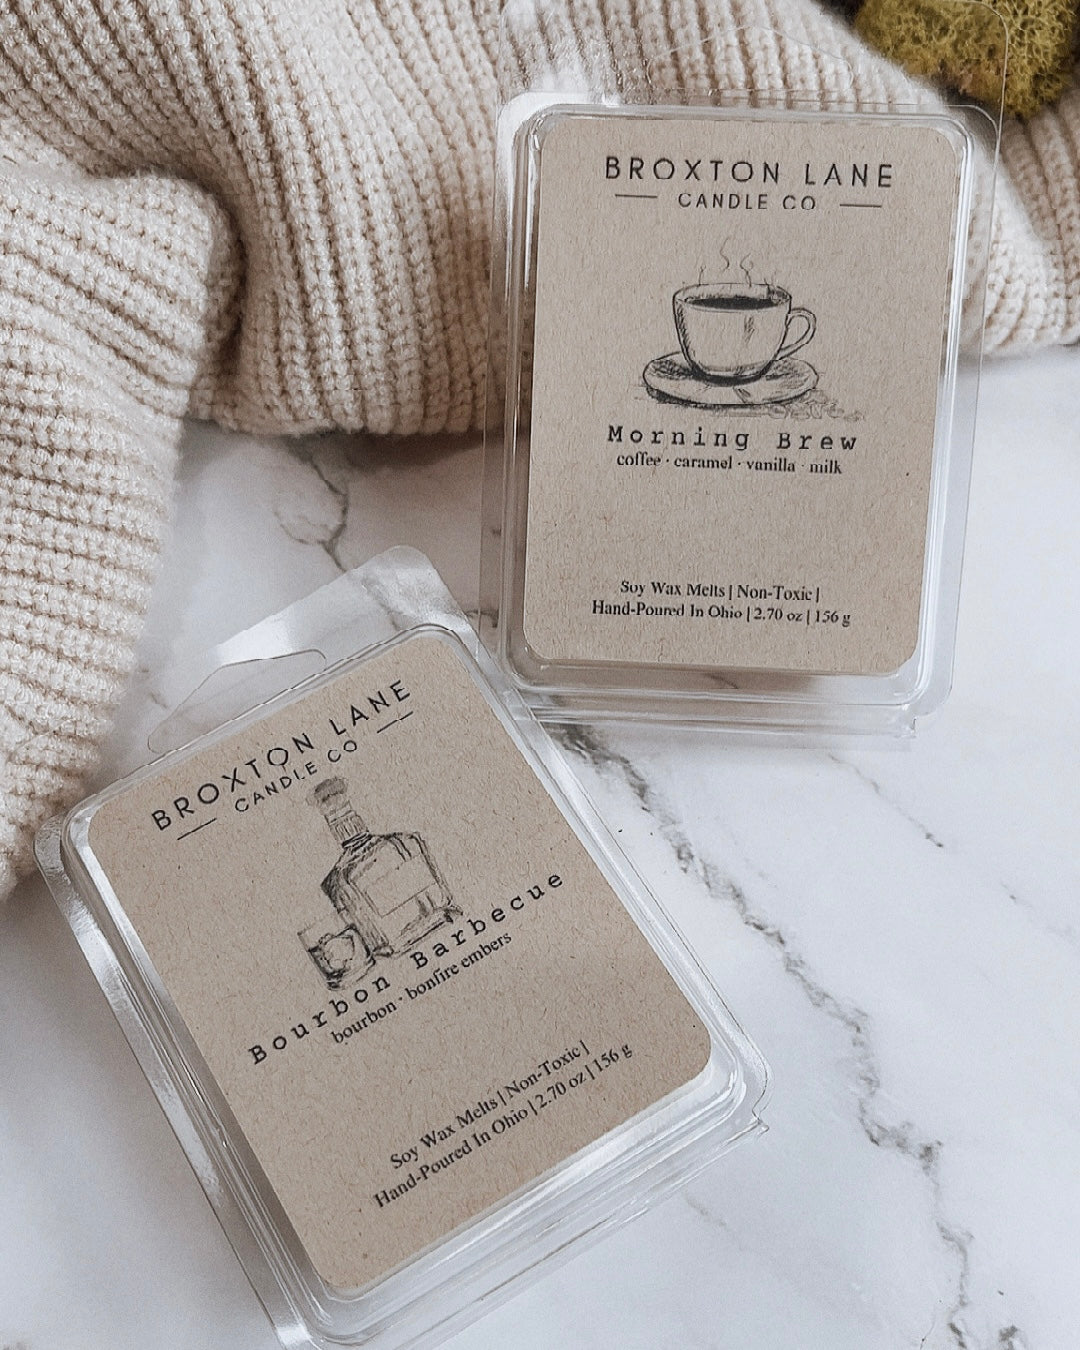 BROXTON LANE
CANDLE CO
Morning Brew
coffee · caramel · vanilla · milk
Soy Wax Melts | Non-Toxic |
Hand-Poured In Ohio | 2.70 oz | 156 g
BROXTON LANE
CANDLE CO
Bourbon Barbecue
bourbon · bonfire embers
Soy Wax Melts | Non-Toxic |
Hand-Poured In Ohio | 2.70 oz | 156 g